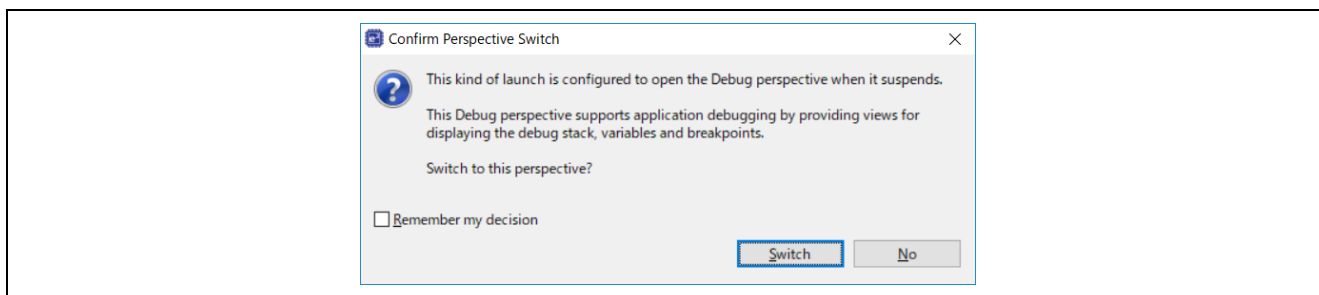 Confirm Perspective Switch
This kind of launch is configured to open the Debug perspective when it suspends.
This Debug perspective supports application debugging by providing views for
displaying the debug stack, variables and breakpoints.
Switch to this perspective?
Remember my decision
Switch
No